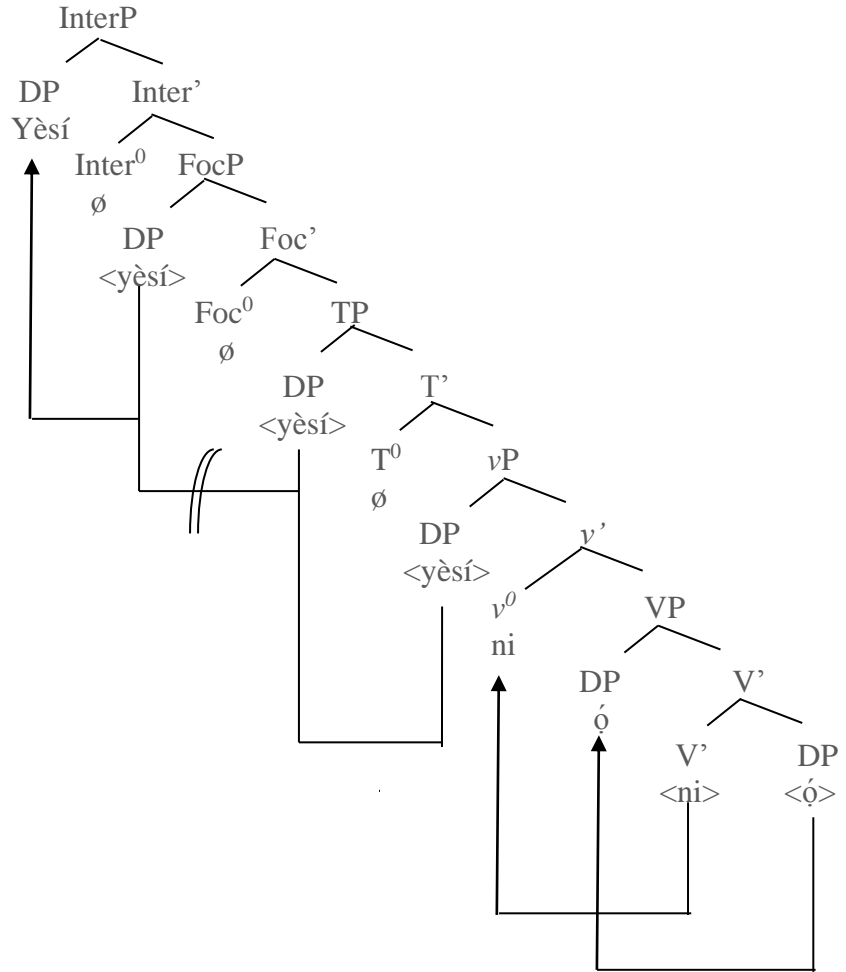 InterP
DP Inter’
Yèsí
Inter⁰ FocP
ø
DP Foc’
<yèsí>
Foc⁰ TP
ø
DP T’
<yèsí>
T⁰ vP
ø
DP v’
<yèsí>
v⁰ VP
ni
DP V’
ọ́
V’ DP
<ni> <ọ́>